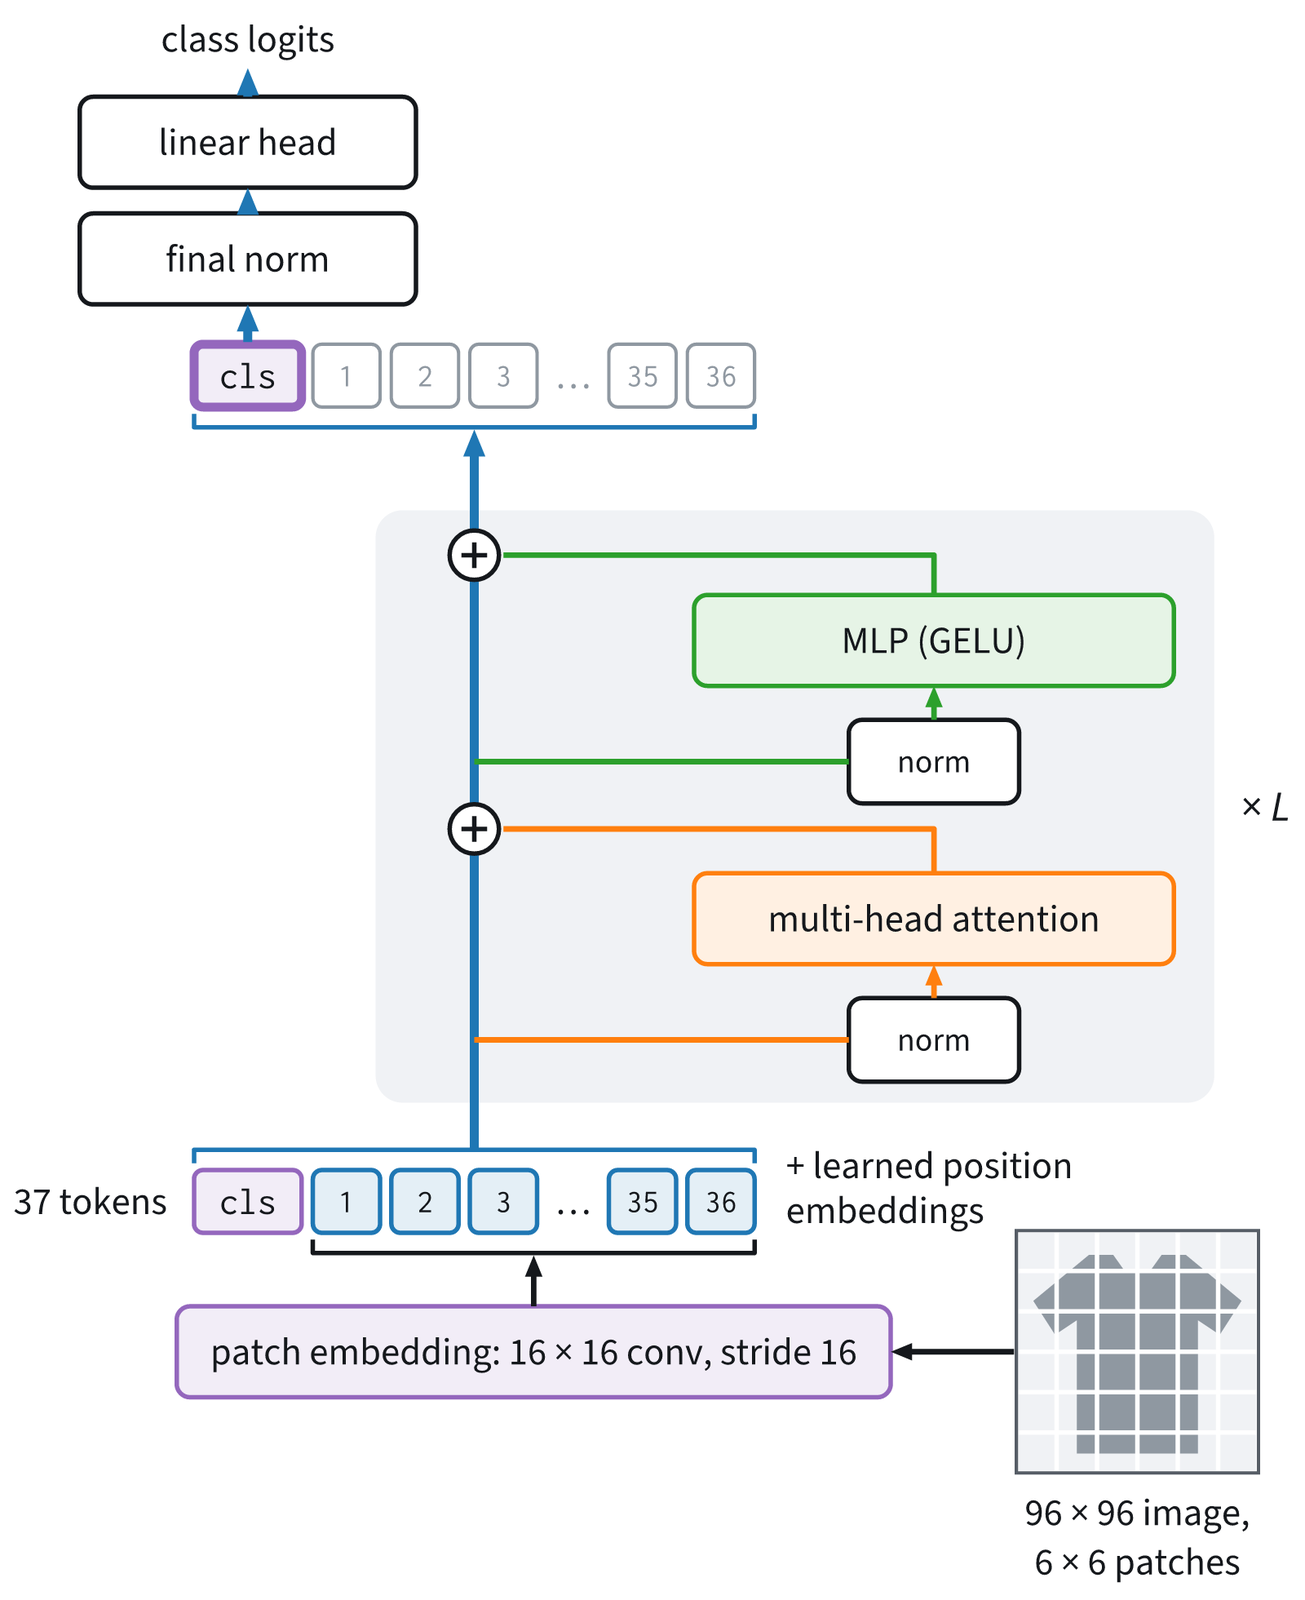 class logits
linear head
final norm
cls 1 2 3 … 35 36
+
MLP (GELU)
norm
× L
+
multi-head attention
norm
+ learned position
embeddings
37 tokens cls 1 2 3 … 35 36
patch embedding: 16 × 16 conv, stride 16
96 × 96 image,
6 × 6 patches